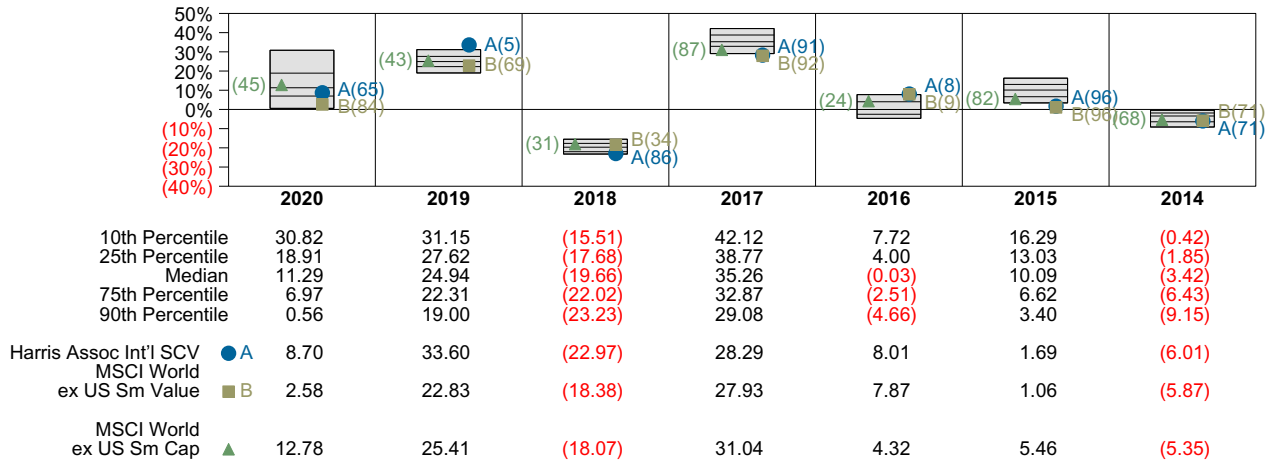 50%
40%
30%
20%
10%
0%
(10%)
(20%)
(30%)
(40%)
(45) A(65)
B(84)
(43) A(5)
B(69)
(31) B(34)
A(86)
(87) A(91)
B(92)
(24) A(8)
B(9)
(82) A(96)
B(96)
(68) B(71)
A(71)
2020 2019 2018 2017 2016 2015 2014
10th Percentile 30.82 31.15 (15.51) 42.12 7.72 16.29 (0.42)
25th Percentile 18.91 27.62 (17.68) 38.77 4.00 13.03 (1.85)
Median 11.29 24.94 (19.66) 35.26 (0.03) 10.09 (3.42)
75th Percentile 6.97 22.31 (22.02) 32.87 (2.51) 6.62 (6.43)
90th Percentile 0.56 19.00 (23.23) 29.08 (4.66) 3.40 (9.15)
Harris Assoc Int'l SCV A 8.70 33.60 (22.97) 28.29 8.01 1.69 (6.01)
MSCI World
ex US Sm Value B 2.58 22.83 (18.38) 27.93 7.87 1.06 (5.87)
MSCI World
ex US Sm Cap 12.78 25.41 (18.07) 31.04 4.32 5.46 (5.35)